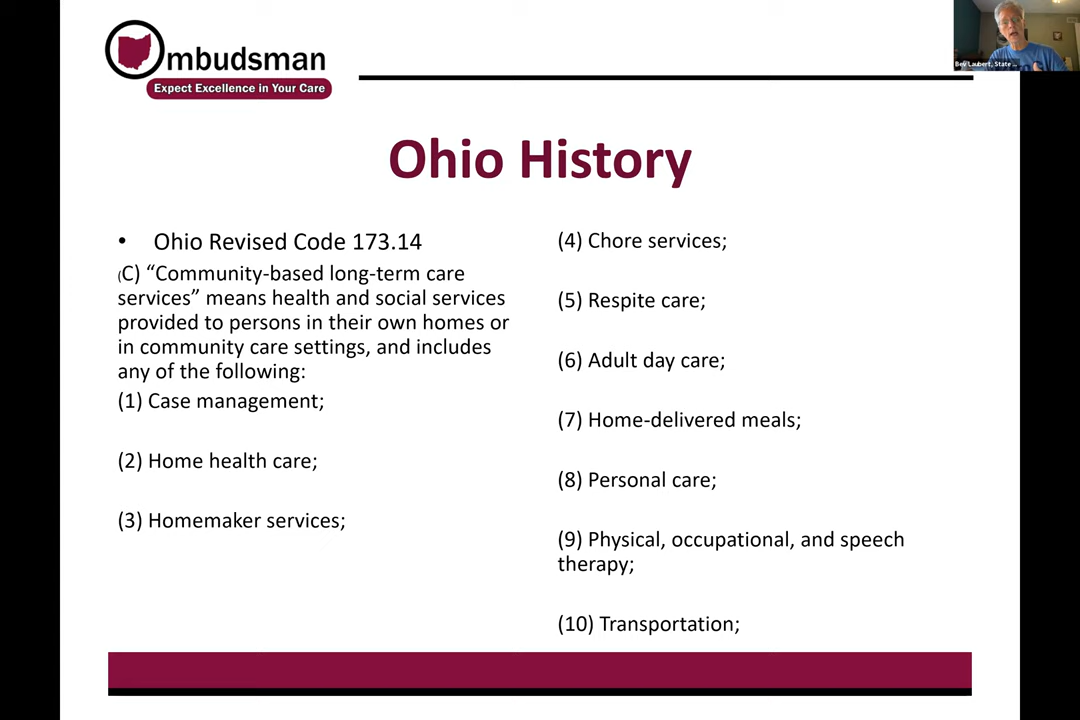 Ombudsman
Expect Excellence in Your Care
Bev Laubert, State ...
Ohio History
• Ohio Revised Code 173.14
(C) “Community-based long-term care
services” means health and social services
provided to persons in their own homes or
in community care settings, and includes
any of the following:
(1) Case management;
(2) Home health care;
(3) Homemaker services;
(4) Chore services;
(5) Respite care;
(6) Adult day care;
(7) Home-delivered meals;
(8) Personal care;
(9) Physical, occupational, and speech
therapy;
(10) Transportation;